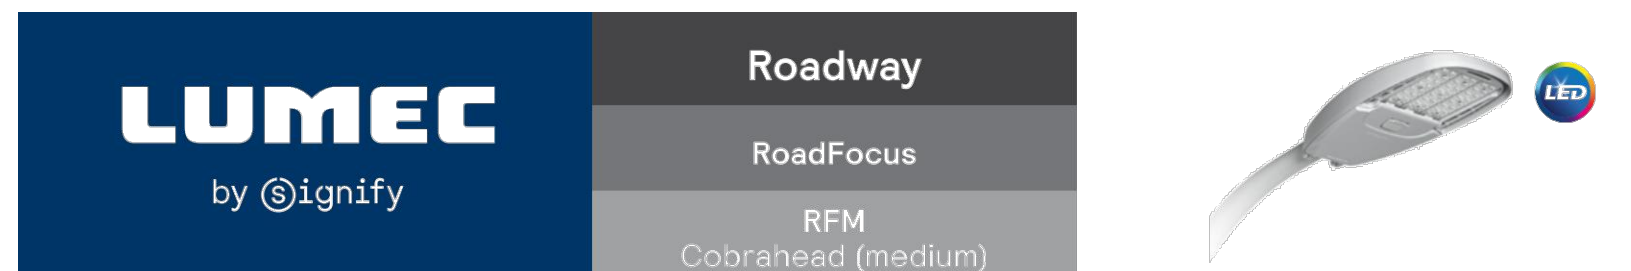 LUMEC
by signify
Roadway
RoadFocus
RFM
Cobrahead (medium)
LED